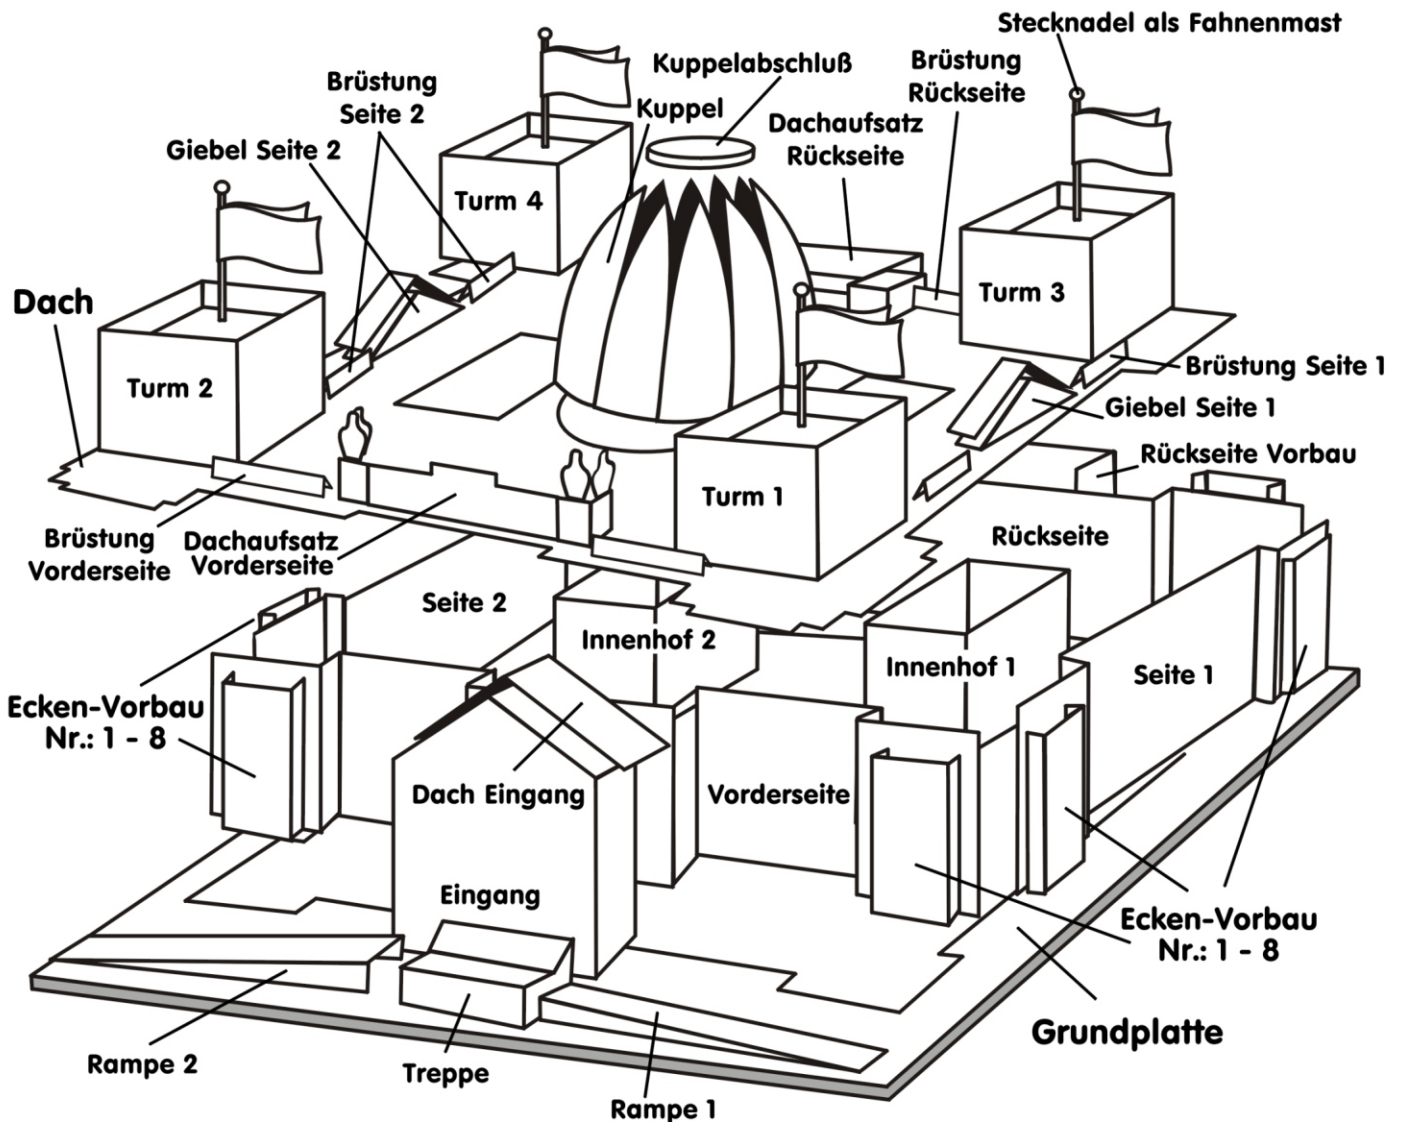 Stecknadel als Fahnenmast
Kuppelabschluß
Brüstung
Rückseite
Brüstung
Seite 2
Kuppel
Dachaufsatz
Rückseite
Giebel Seite 2
Turm 4
Turm 3
Dach
Turm 2
Brüstung Seite 1
Giebel Seite 1
Rückseite Vorbau
Turm 1
Brüstung
Vorderseite
Dachaufsatz
Vorderseite
Rückseite
Seite 2
Innenhof 2
Innenhof 1
Seite 1
Ecken-Vorbau
Nr.: 1 - 8
Dach Eingang
Vorderseite
Eingang
Ecken-Vorbau
Nr.: 1 - 8
Grundplatte
Rampe 2
Treppe
Rampe 1